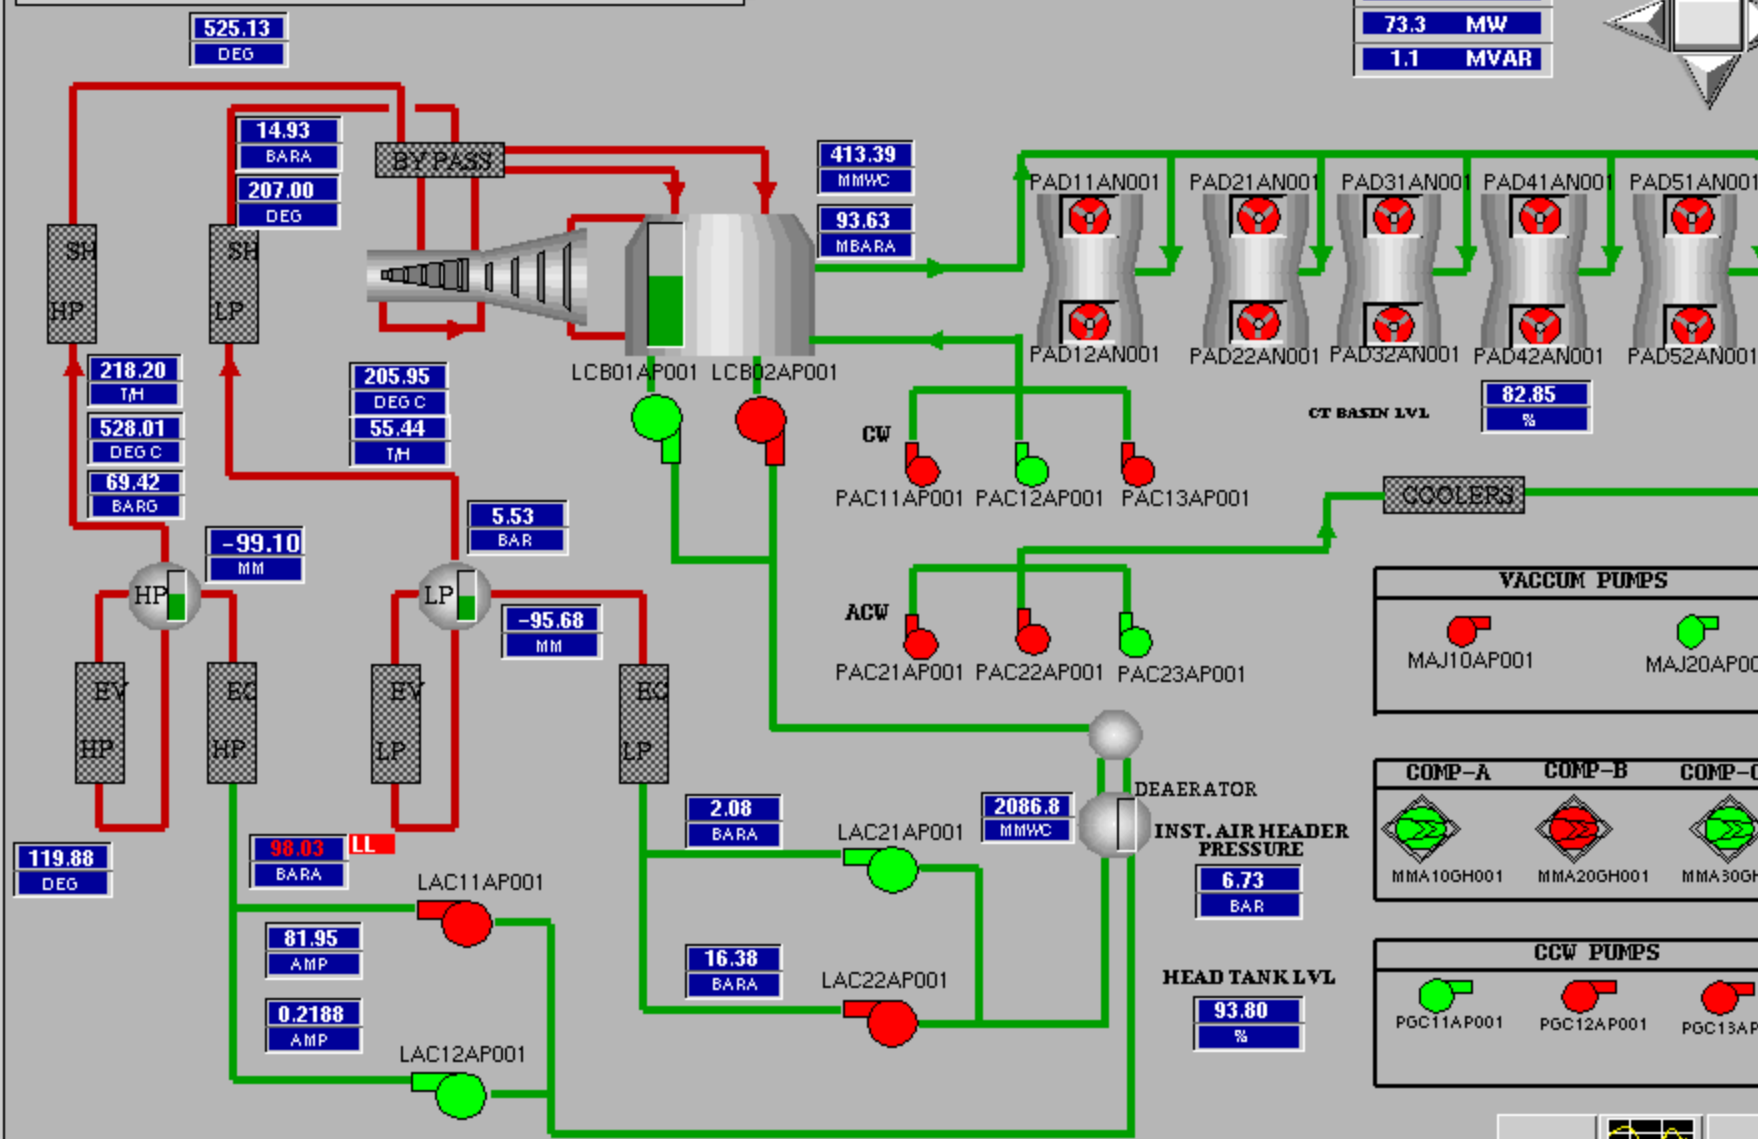 525.13
DEG
73.3 MW
1.1 MVAR
14.93
BARA
207.00
DEG
BY PASS
413.39
MMWC
93.63
MBARA
PAD11AN001
PAD21AN001
PAD31AN001
PAD41AN001
PAD51AN001
SH
HP
SH
LP
PAD12AN001
PAD22AN001
PAD32AN001
PAD42AN001
PAD52AN001
218.20
T/H
528.01
DEG C
69.42
BARG
205.95
DEG C
55.44
T/H
LCB01AP001
LCB02AP001
CT BASIN LVL
82.85
%
CW
PAC11AP001
PAC12AP001
PAC13AP001
COOLERS
-99.10
MM
5.53
BAR
HP
LP
-95.68
MM
ACW
PAC21AP001
PAC22AP001
PAC23AP001
VACCUM PUMPS
MAJ10AP001
MAJ20AP00
EV
HP
EC
HP
EV
LP
EC
LP
119.88
DEG
98.03
BARA
LL
2.08
BARA
2086.8
MMWC
DEAERATOR
INST. AIR HEADER
PRESSURE
6.73
BAR
COMP-A
COMP-B
COMP-C
MMA10GH001
MMA20GH001
MMA30GH
LAC11AP001
81.95
AMP
0.2188
AMP
LAC12AP001
LAC21AP001
16.38
BARA
LAC22AP001
HEAD TANK LVL
93.80
%
CCW PUMPS
PGC11AP001
PGC12AP001
PGC13AP